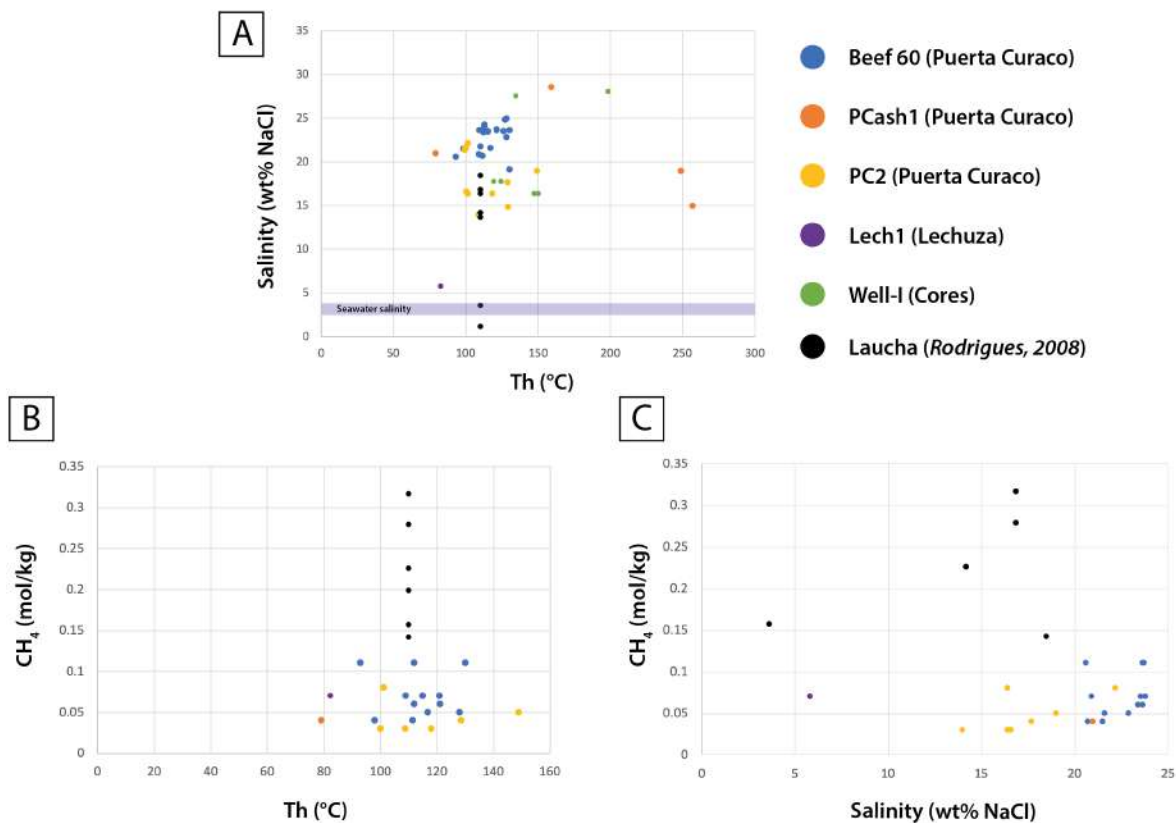 A
35
30
25
20
15
10
5
0
Salinity (wt% NaCl)
Seawater salinity
0 50 100 150 200 250 300
Th (°C)
Beef 60 (Puerta Curaco)
PCash1 (Puerta Curaco)
PC2 (Puerta Curaco)
Lech1 (Lechuza)
Well-I (Cores)
Laucha (Rodrigues, 2008)
B
0.35
0.3
0.25
0.2
0.15
0.1
0.05
0
CH₄ (mol/kg)
0 20 40 60 80 100 120 140 160
Th (°C)
C
0.35
0.3
0.25
0.2
0.15
0.1
0.05
0
CH₄ (mol/kg)
0 5 10 15 20 25
Salinity (wt% NaCl)